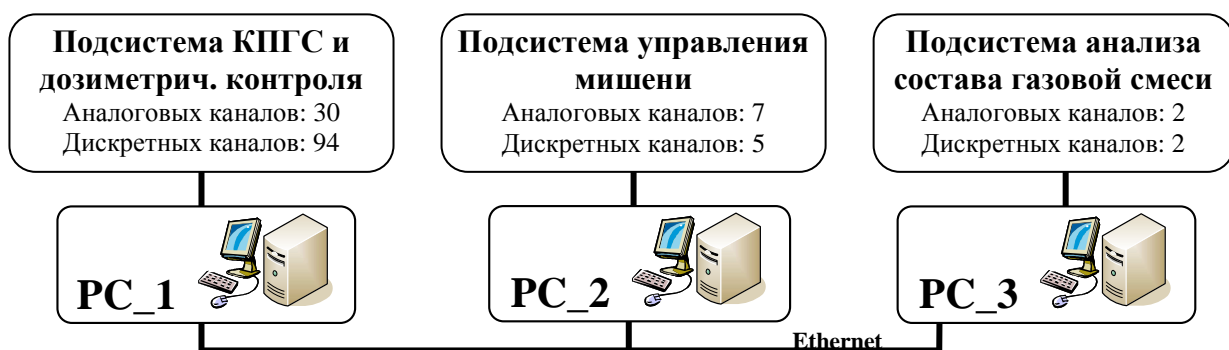 Подсистема КПГС и
дозиметрич. контроля
Аналоговых каналов: 30
Дискретных каналов: 94
Подсистема управления
мишени
Аналоговых каналов: 7
Дискретных каналов: 5
Подсистема анализа
состава газовой смеси
Аналоговых каналов: 2
Дискретных каналов: 2
PC_1
PC_2
PC_3
Ethernet